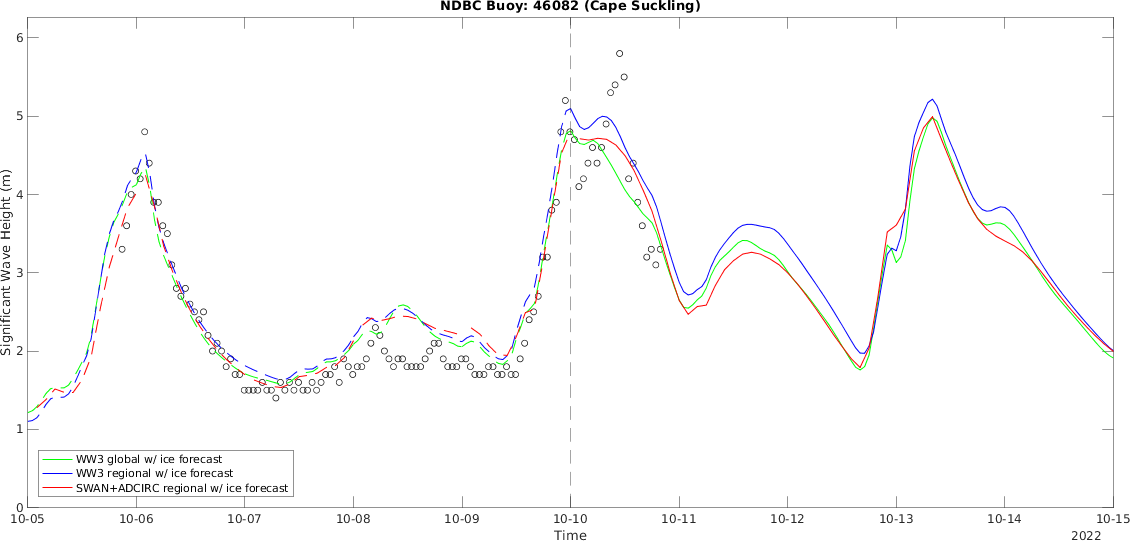 NDBC Buoy: 46082 (Cape Suckling)
Significant Wave Height (m)
6
5
4
3
2
1
0
WW3 global w/ ice forecast
WW3 regional w/ ice forecast
SWAN+ADCIRC regional w/ ice forecast
10-05 10-06 10-07 10-08 10-09 10-10 10-11 10-12 10-13 10-14 10-15
Time
2022